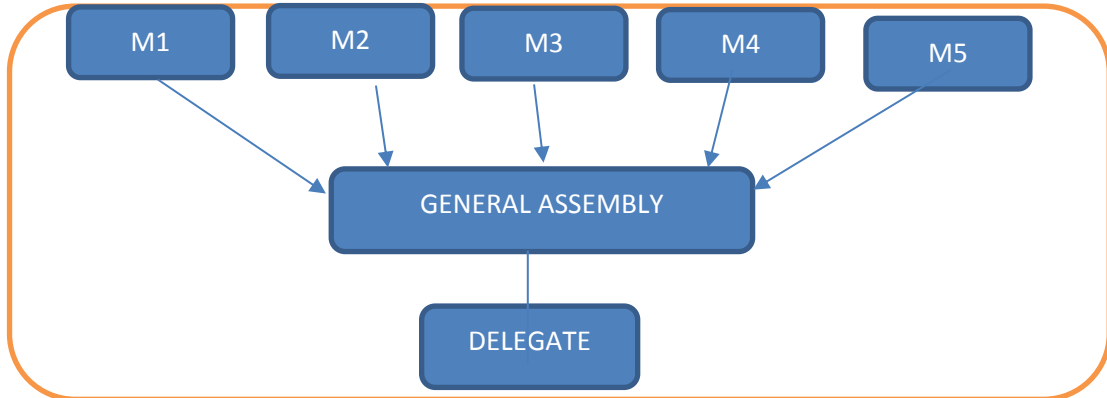 M1
M2
M3
M4
M5
GENERAL ASSEMBLY
DELEGATE